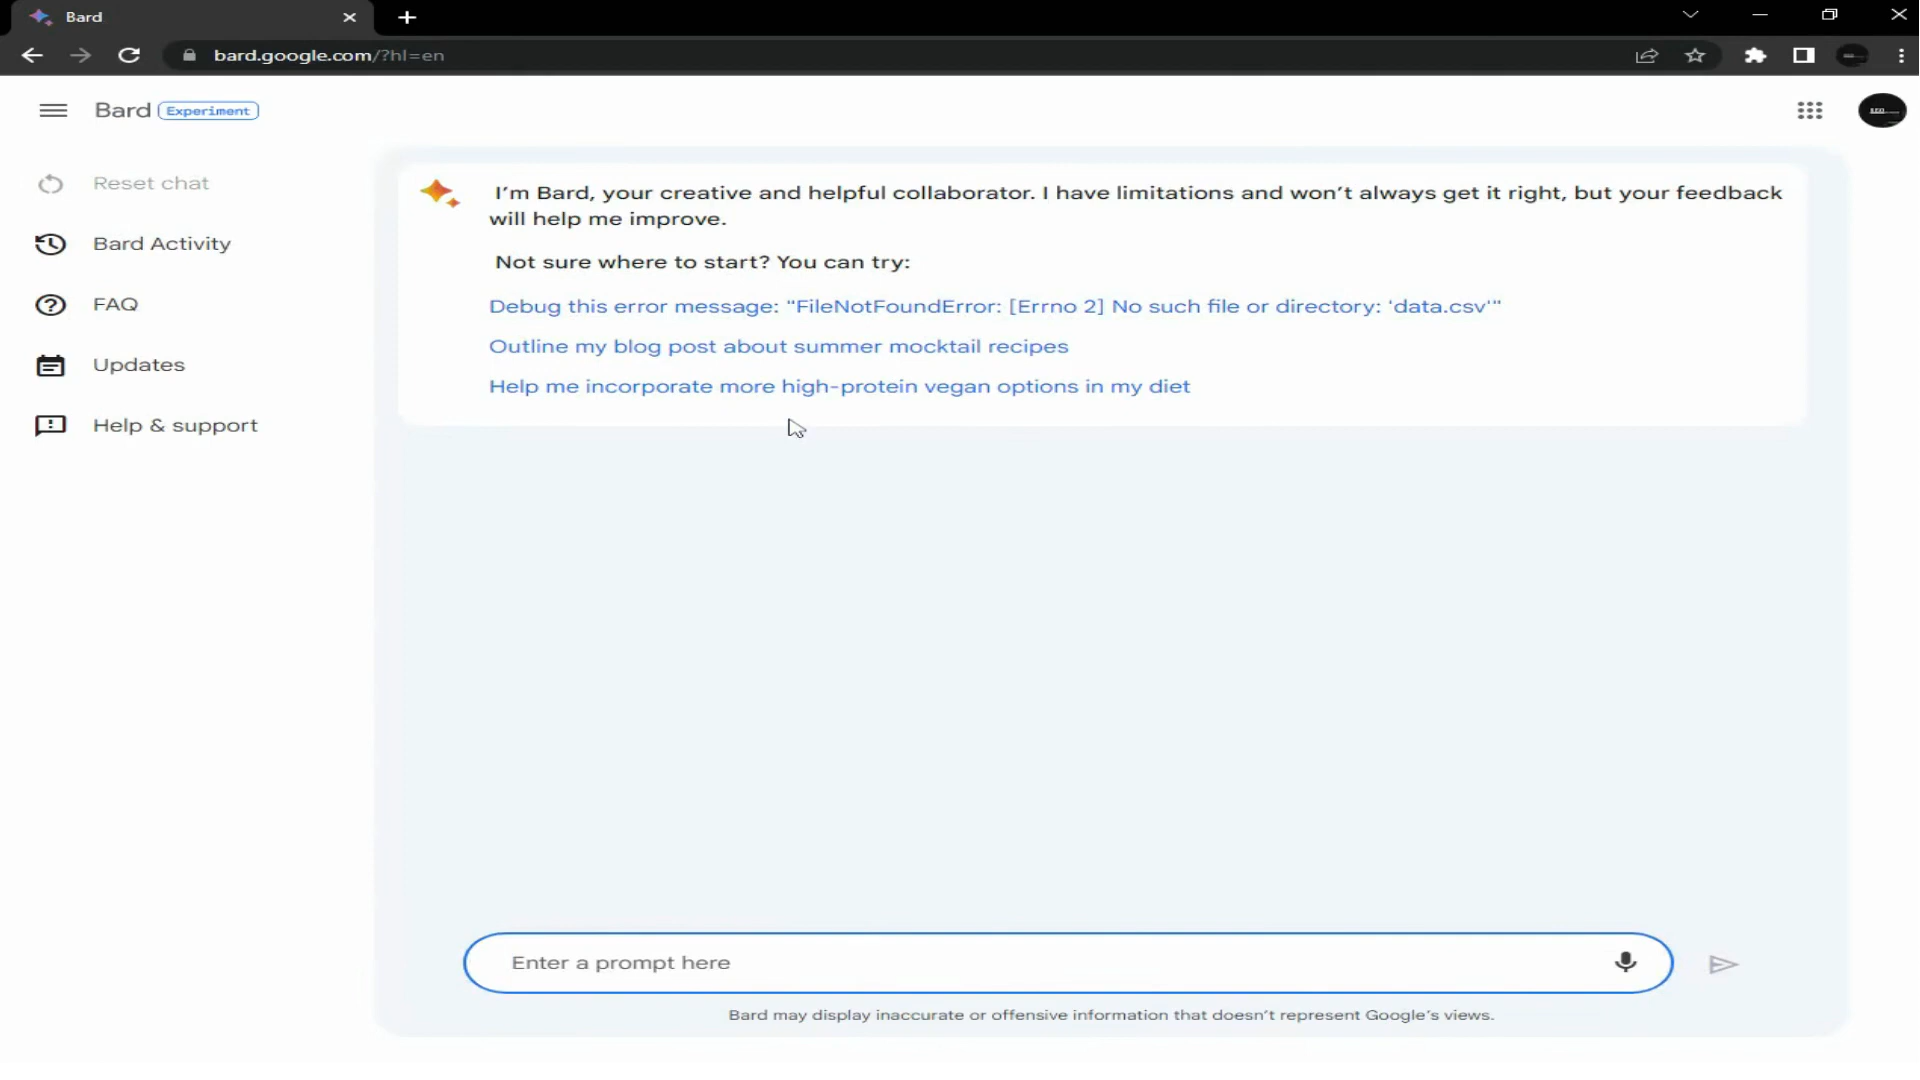 Bard
bard.google.com/?hl=en
Bard Experiment
Reset chat
Bard Activity
FAQ
Updates
Help & support
I'm Bard, your creative and helpful collaborator. I have limitations and won't always get it right, but your feedback
will help me improve.
Not sure where to start? You can try:
Debug this error message: "FileNotFoundError: [Errno 2] No such file or directory: 'data.csv'"
Outline my blog post about summer mocktail recipes
Help me incorporate more high-protein vegan options in my diet
Enter a prompt here
Bard may display inaccurate or offensive information that doesn't represent Google's views.